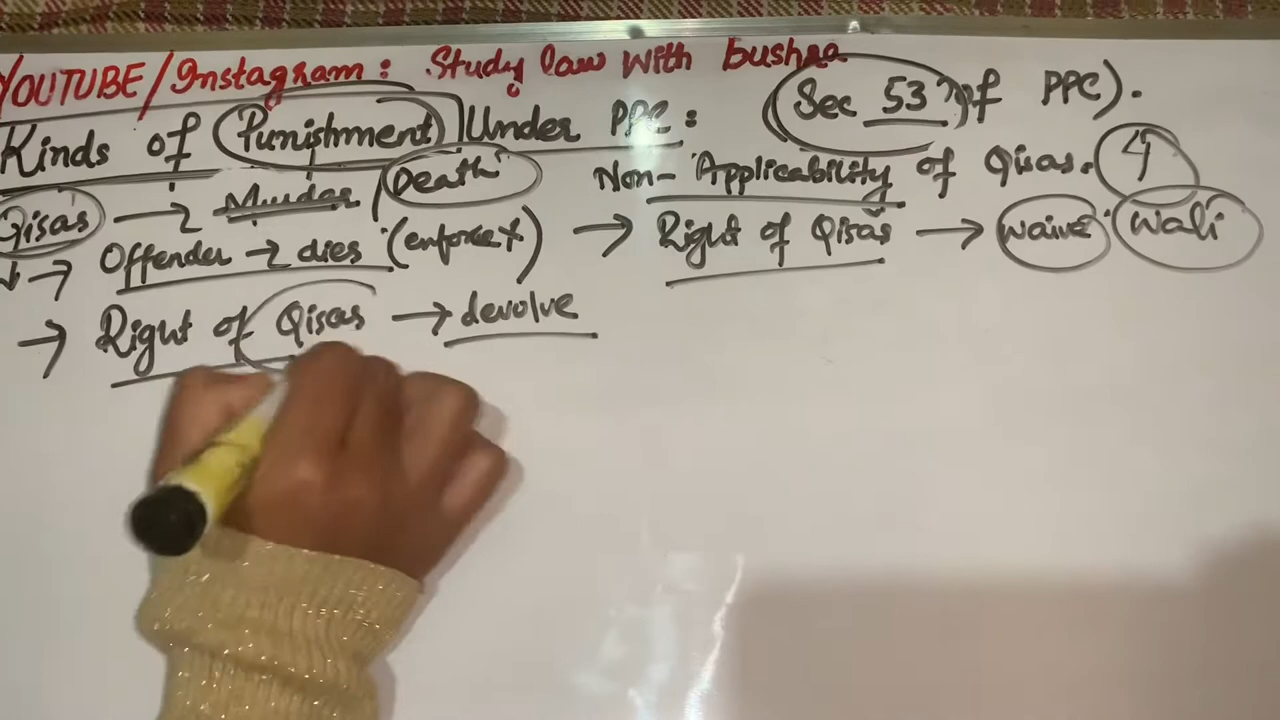 YOUTUBE/Instagram: Study law with bushra
Kinds of Punishment Under PPC: (Sec 53 of PPC).
Qisas → Murder / Death Non-Applicability of Qisas. 4
→ Offender → dies (enforce x) → Right of Qisas → waive Wali
→ Right of Qisas → devolve